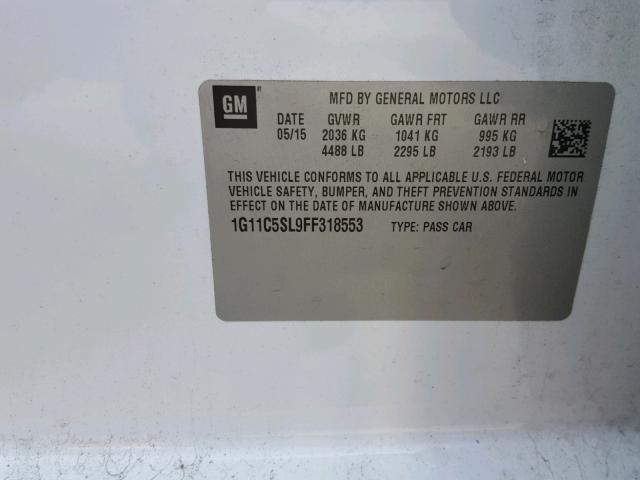 GM
MFD BY GENERAL MOTORS LLC
DATE GVWR GAWR FRT GAWR RR
05/15 2036 KG 1041 KG 995 KG
4488 LB 2295 LB 2193 LB
THIS VEHICLE CONFORMS TO ALL APPLICABLE U.S. FEDERAL MOTOR
VEHICLE SAFETY, BUMPER, AND THEFT PREVENTION STANDARDS IN
EFFECT ON THE DATE OF MANUFACTURE SHOWN ABOVE.
1G11C5SL9FF318553 TYPE: PASS CAR